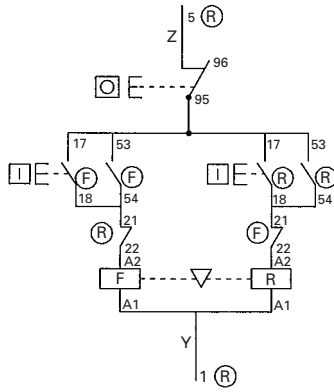 5 R
Z
96
O
95
17 53 17 53
I F F I R R
18 54 18 54
21 21
R F
22 22
A2 A2
F R
A1 A1
Y
1 R